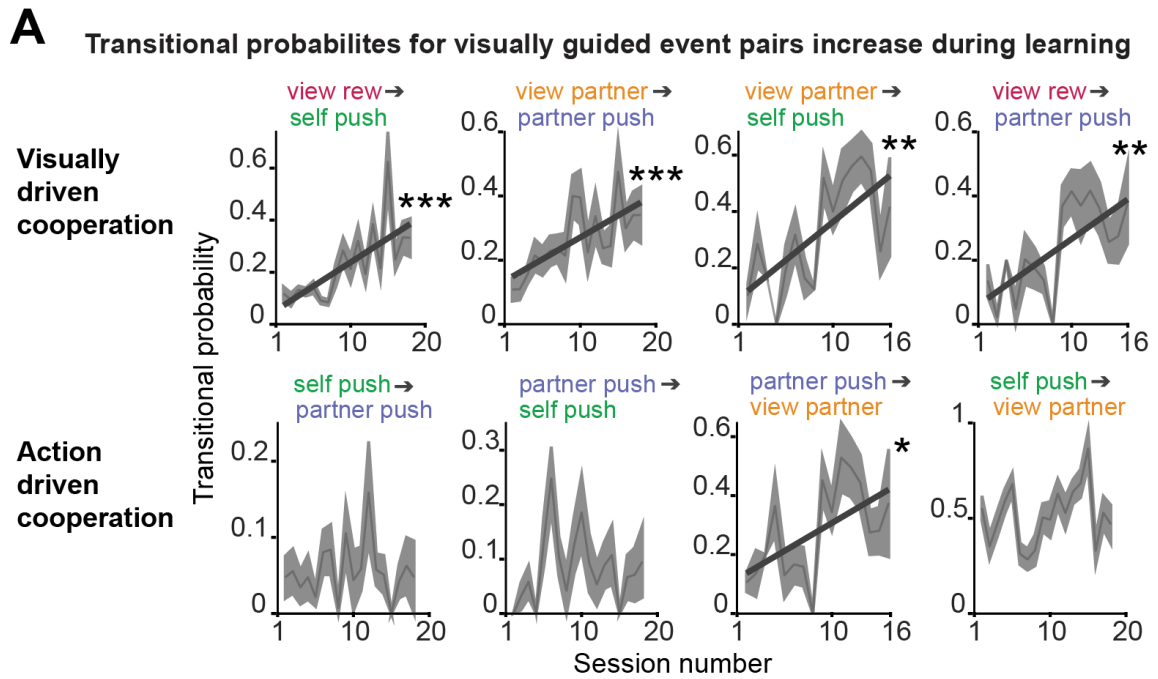 A
Transitional probabilites for visually guided event pairs increase during learning
Visually
driven
cooperation
Transitional probability
view rew➔
self push
0.6
0.4
0.2
0
***
1 10 20
view partner➔
partner push
0.6
0.4
0.2
0
***
1 10 20
view partner➔
self push
0.6
0.4
0.2
0
**
1 10 16
view rew➔
partner push
0.6
0.4
0.2
0
**
1 10 16
Action
driven
cooperation
self push➔
partner push
0.2
0.1
0
1 10 20
partner push➔
self push
0.3
0.2
0.1
0
1 10 20
partner push➔
view partner
0.6
0.4
0.2
0
*
1 10 16
self push➔
view partner
1
0.5
0
1 10 20
Session number